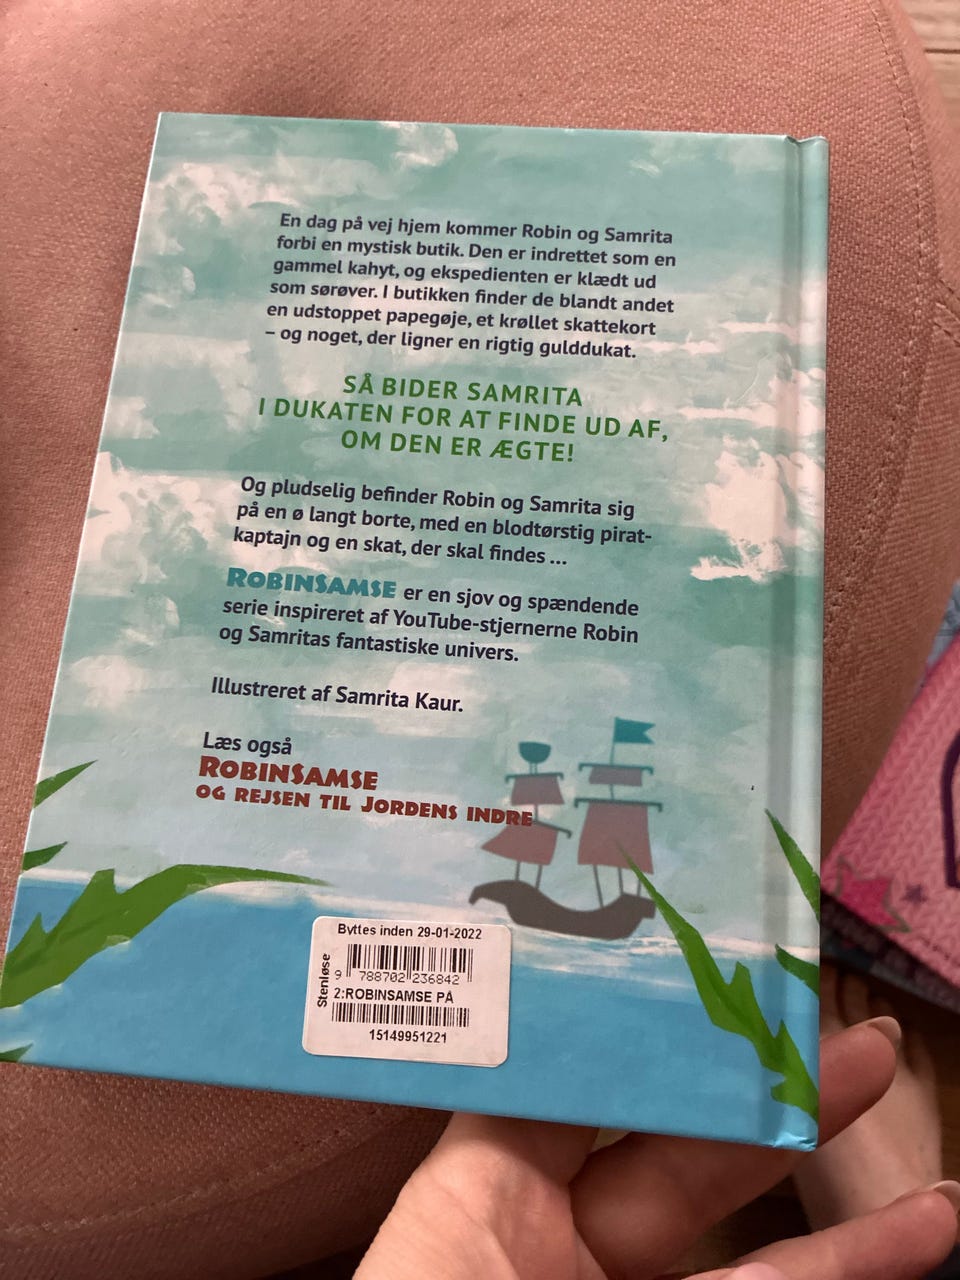 En dag på vej hjem kommer Robin og Samrita
forbi en mystisk butik. Den er indrettet som en
gammel kahyt, og ekspedienten er klædt ud
som sørøver. I butikken finder de blandt andet
en udstoppet papegøje, et krøllet skattekort
– og noget, der ligner en rigtig gulddukat.
SÅ BIDER SAMRITA
I DUKATEN FOR AT FINDE UD AF,
OM DEN ER ÆGTE!
Og pludselig befinder Robin og Samrita sig
på en ø langt borte, med en blodtørstig pirat-
kaptajn og en skat, der skal findes ...
ROBINSAMSE er en sjov og spændende
serie inspireret af YouTube-stjernerne Robin
og Samritas fantastiske univers.
Illustreret af Samrita Kaur.
Læs også
ROBINSAMSE
OG REJSEN TIL JORDENS INDRE
Byttes inden 29-01-2022
Stenløse
9 788702 236842
2:ROBINSAMSE PÅ
15149951221